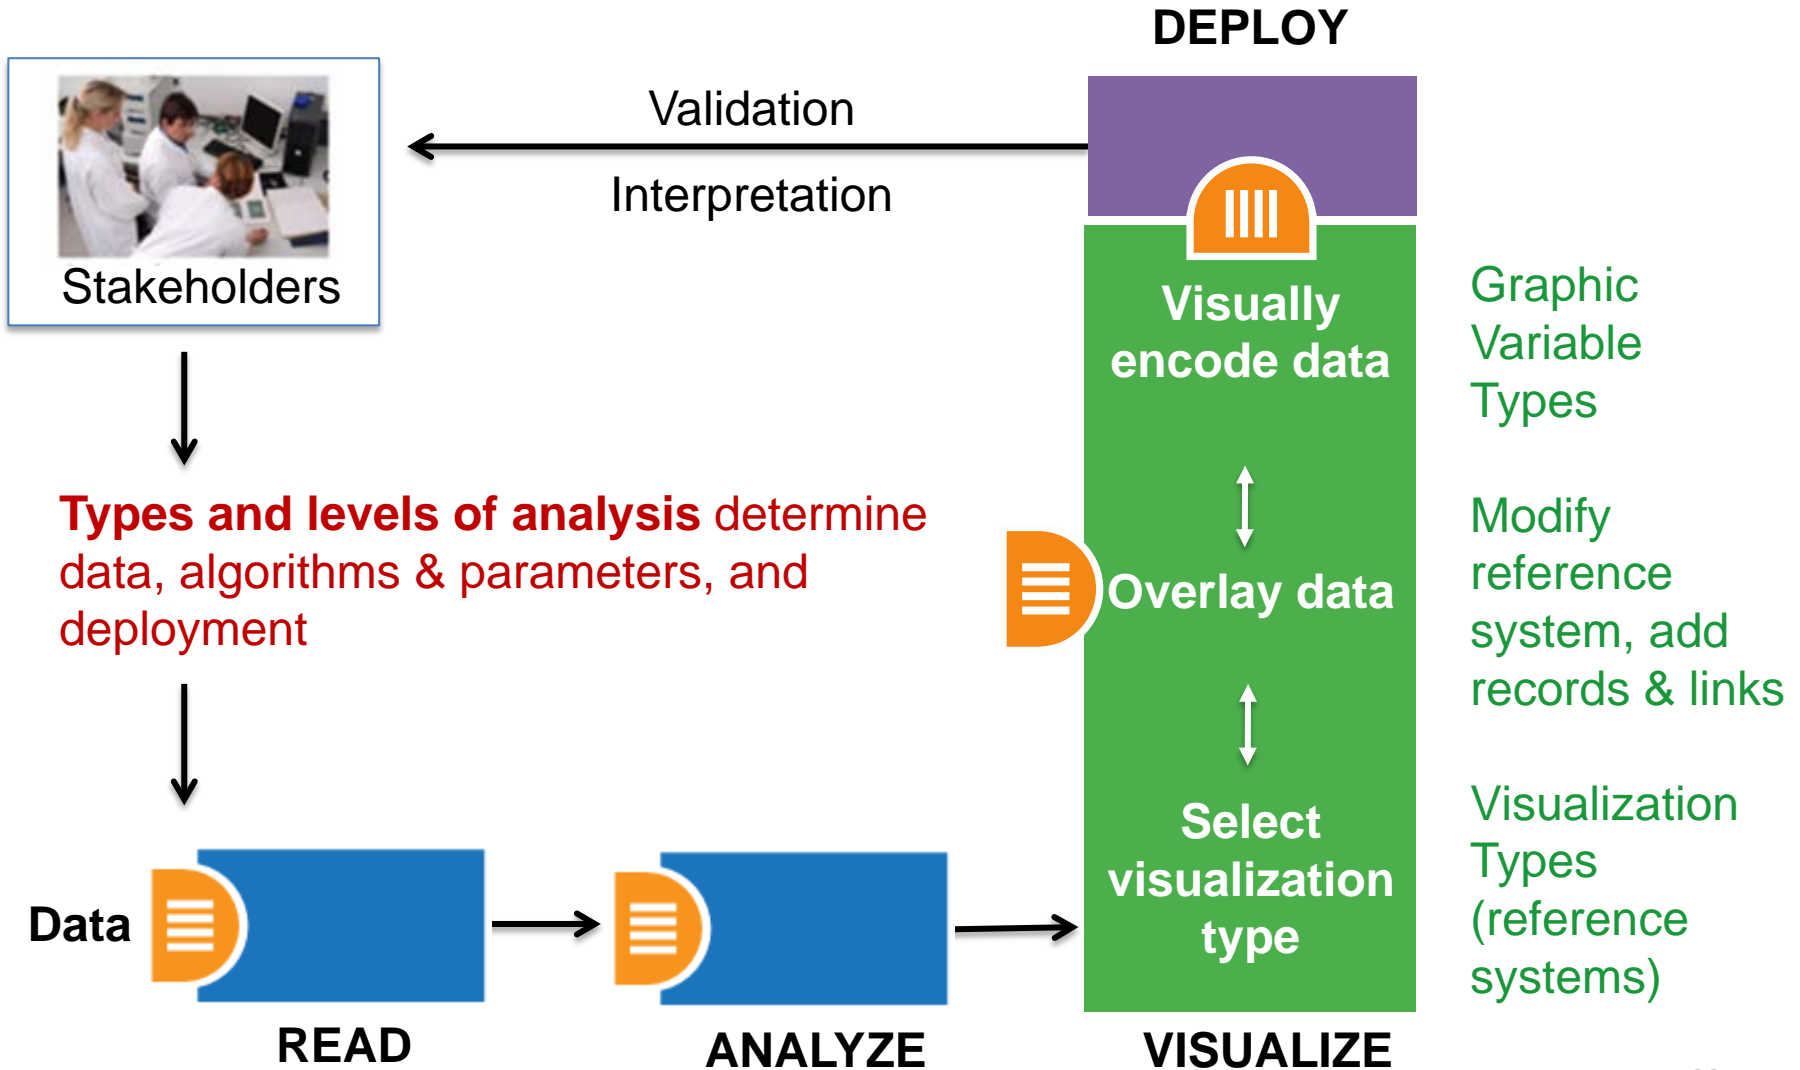 DEPLOY
Validation
Interpretation
Stakeholders
Types and levels of analysis determine
data, algorithms & parameters, and
deployment
Data
READ
ANALYZE
VISUALIZE
Visually
encode data
Overlay data
Select
visualization
type
Graphic
Variable
Types
Modify
reference
system, add
records & links
Visualization
Types
(reference
systems)